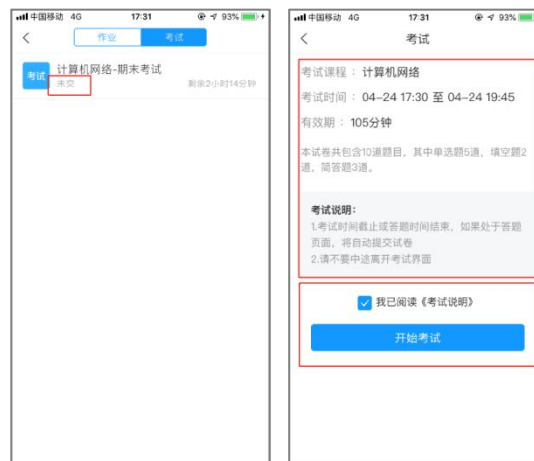 中国移动 4G 17:31 93%
作业 考试
考试 计算机网络-期末考试
未交 剩余2小时14分钟
中国移动 4G 17:31 93%
考试
考试课程：计算机网络
考试时间：04-24 17:30 至 04-24 19:45
有效期：105分钟
本试卷共包含10道题目，其中单选题5道，填空题2
道，简答题3道。
考试说明：
1.考试时间截止或答题时间结束，如果处于答题
页面，将自动提交试卷
2.请不要中途离开考试界面
我已阅读《考试说明》
开始考试